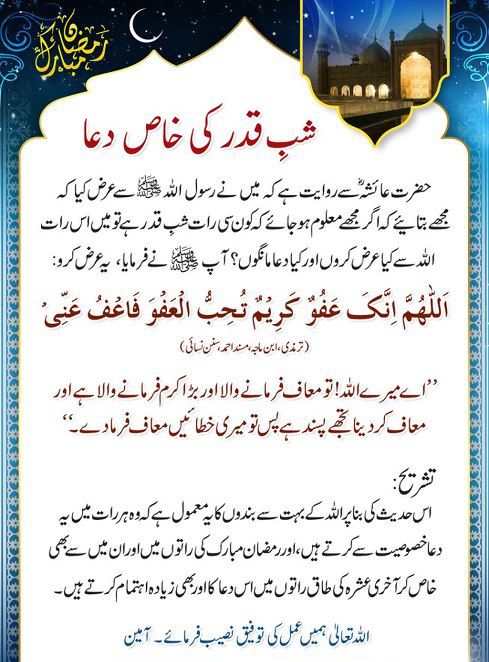 رمضان مبارک
شبِ قدر کی خاص دعا
حضرت عائشہؓ سے روایت ہے کہ میں نے رسول اللہ ﷺ سے عرض کیا کہ
مجھے بتایئے کہ اگر مجھے معلوم ہو جائے کہ کون سی رات شبِ قدر ہے تو میں اس رات
اللہ سے کیا عرض کروں اور کیا دعا مانگوں؟ آپ ﷺ نے فرمایا، یہ عرض کرو:
اَللّٰهُمَّ اِنَّکَ عَفُوٌّ کَرِیْمٌ تُحِبُّ الْعَفْوَ فَاعْفُ عَنِّیْ
(ترمذی، ابن ماجہ، مسند احمد، سنن نسائی)
”اے میرے اللہ! تو معاف فرمانے والا اور بڑا کرم فرمانے والا ہے اور
معاف کر دینا تجھے پسند ہے پس تو میری خطائیں معاف فرما دے۔“
تشریح:
اس حدیث کی بنا پر اللہ کے بہت سے بندوں کا یہ معمول ہے کہ وہ ہر رات میں یہ
دعا خصوصیت سے کرتے ہیں، اور رمضان مبارک کی راتوں میں اور ان میں سے بھی
خاص کر آخری عشرہ کی طاق راتوں میں اس دعا کا اور بھی زیادہ اہتمام کرتے ہیں۔
اللہ تعالیٰ ہمیں عمل کی توفیق نصیب فرمائے۔ آمین